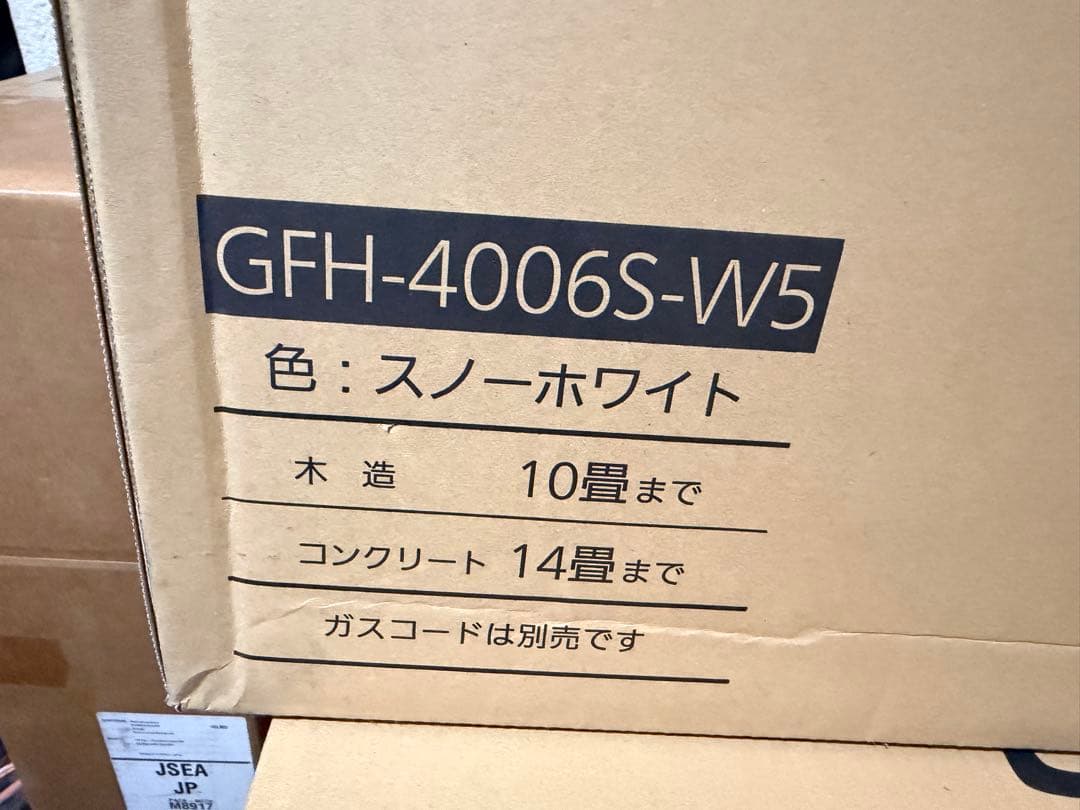 GFH-4006S-W5
色：スノーホワイト
木 造 10畳まで
コンクリート 14畳まで
ガスコードは別売です
JSEA
JP
M8917